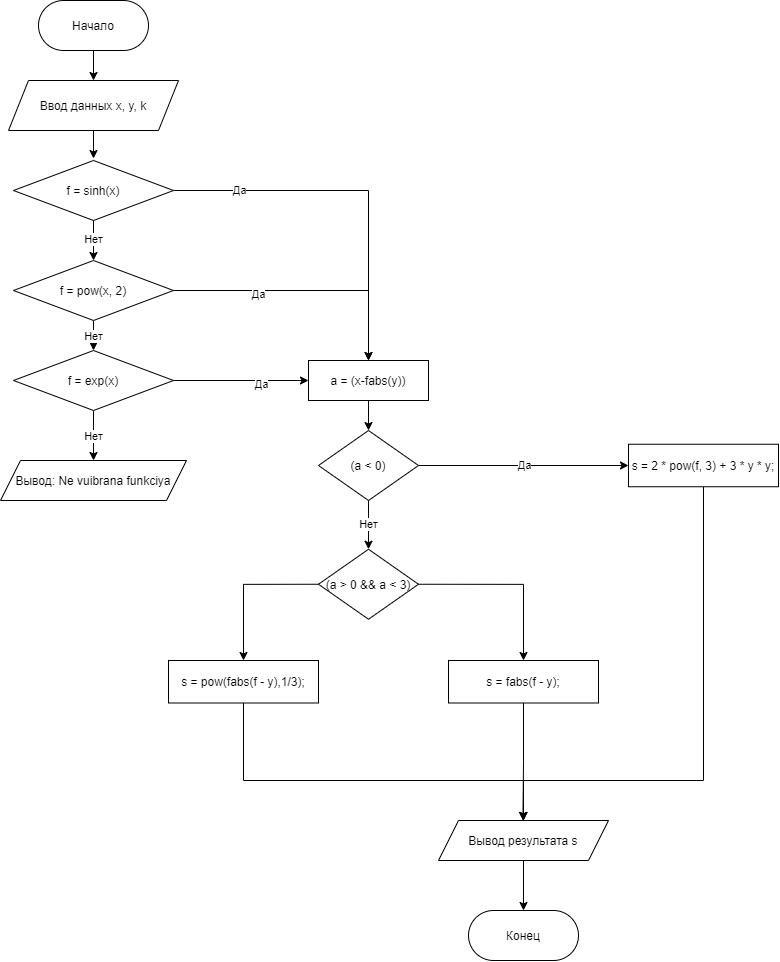 Начало
Ввод данных x, y, k
f = sinh(x)
Да
Нет
f = pow(x, 2)
Да
Нет
f = exp(x)
Да
a = (x-fabs(y))
Нет
Вывод: Ne vuibrana funkciya
(a < 0)
Да
s = 2 * pow(f, 3) + 3 * y * y;
Нет
(a > 0 && a < 3)
s = pow(fabs(f - y),1/3);
s = fabs(f - y);
Вывод результата s
Конец